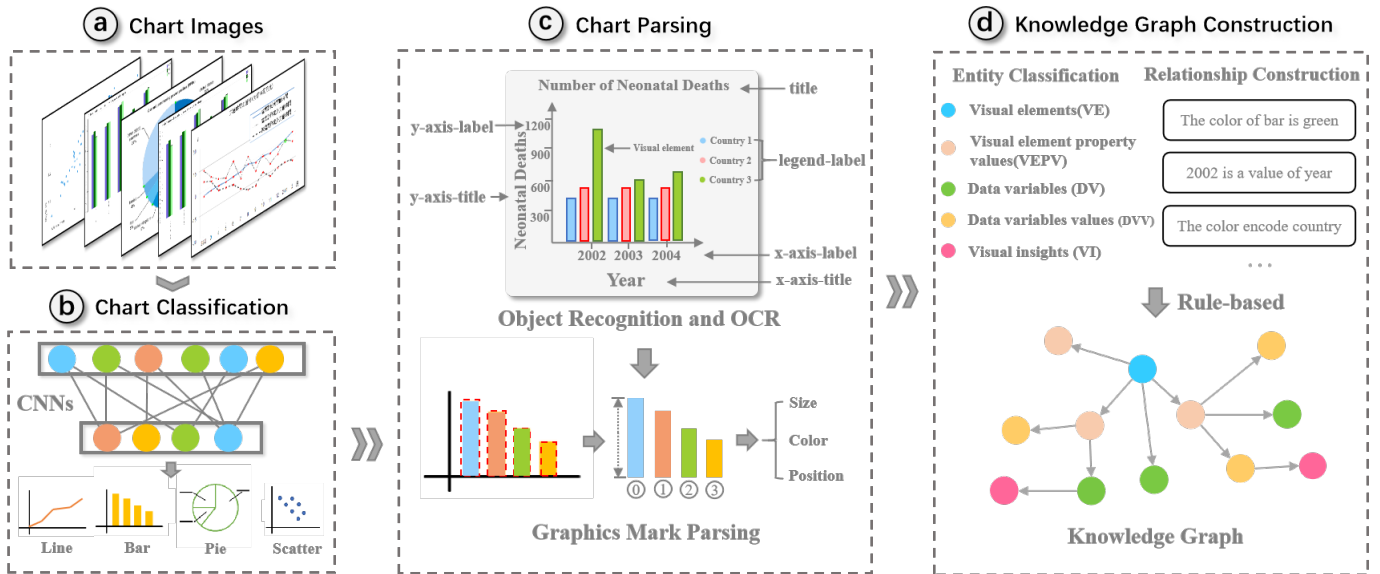 a Chart Images
b Chart Classification
CNNs
Line
Bar
Pie
Scatter
c Chart Parsing
Number of Neonatal Deaths
title
y-axis-label
1200
900
600
300
Neonatal Deaths
y-axis-title
Visual element
Country 1
Country 2
Country 3
legend-label
2002
2003
2004
x-axis-label
Year
x-axis-title
Object Recognition and OCR
0
1
2
3
Size
Color
Position
Graphics Mark Parsing
d Knowledge Graph Construction
Entity Classification
Visual elements(VE)
Visual element property
values(VEPV)
Data variables (DV)
Data variables values (DVV)
Visual insights (VI)
Relationship Construction
The color of bar is green
2002 is a value of year
The color encode country
...
Rule-based
Knowledge Graph